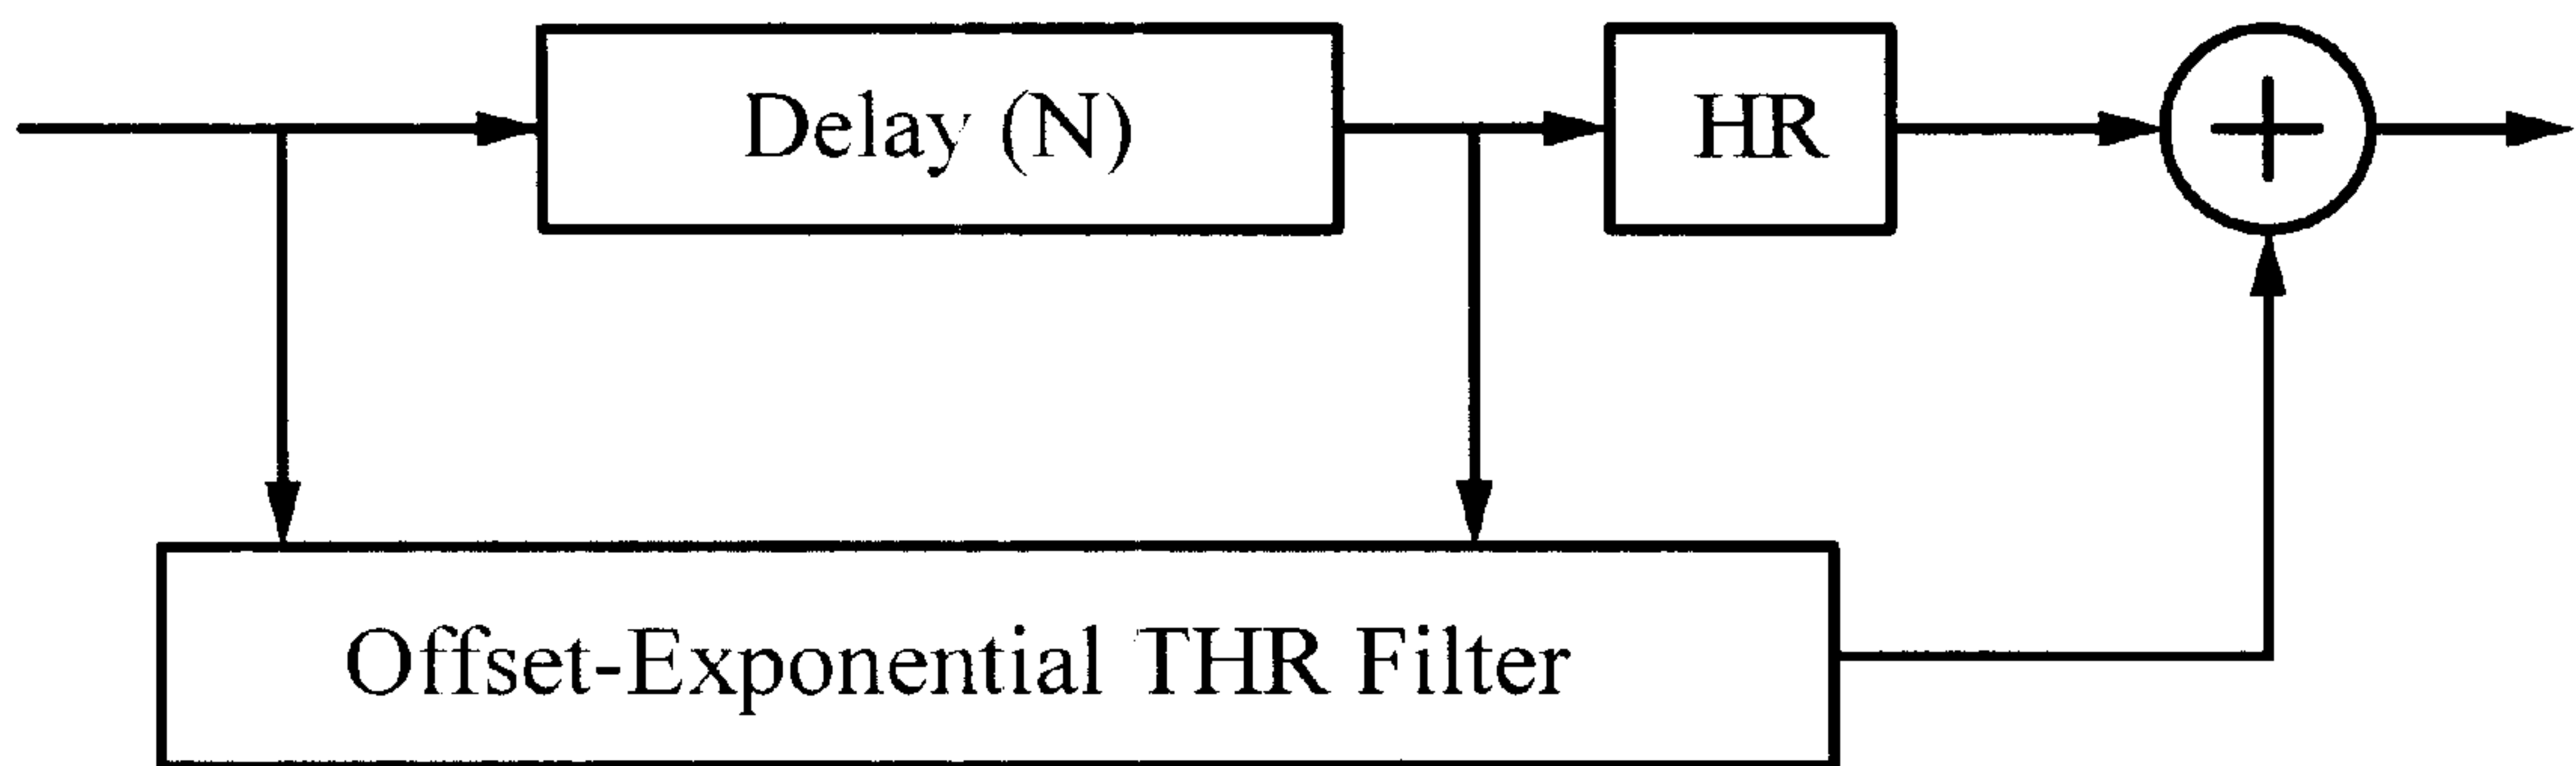 Delay (N)
HR
+
Offset-Exponential THR Filter